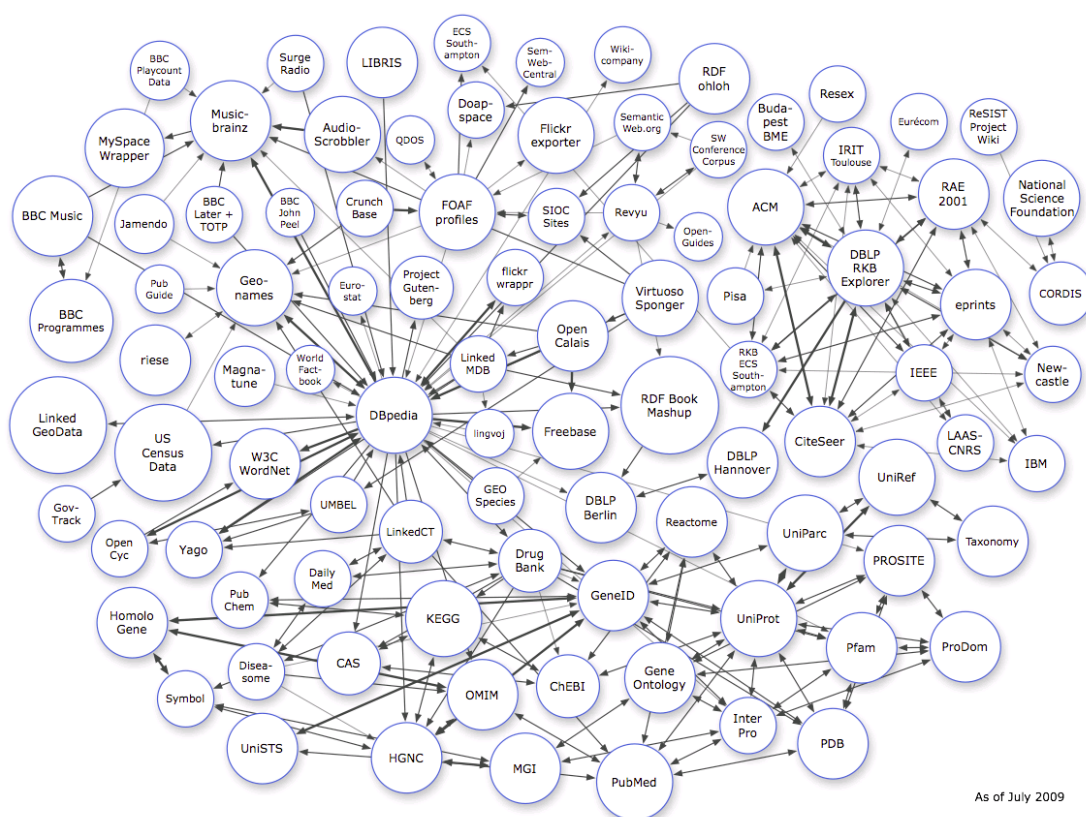 ECS
South-
ampton
BBC
Playcount
Data
Surge
Radio
LIBRIS
Sem-
Web-
Central
Wiki-
company
RDF
ohloh
Music-
brainz
Doap-
space
Resex
MySpace
Wrapper
Audio-
Scrobbler
QDOS
Flickr
exporter
Semantic
Web.org
SW
Conference
Corpus
Buda-
pest
BME
IRIT
Toulouse
Eurécom
ReSIST
Project
Wiki
BBC Music
Jamendo
BBC
Later +
TOTP
BBC
John
Peel
Crunch
Base
FOAF
profiles
SIOC
Sites
Revyu
Open-
Guides
ACM
RAE
2001
National
Science
Foundation
DBLP
RKB
Explorer
BBC
Programmes
Pub
Guide
Geo-
names
Euro-
stat
Project
Guten-
berg
flickr
wrappr
Virtuoso
Sponger
Pisa
eprints
CORDIS
riese
Magna-
tune
World
Fact-
book
Linked
MDB
Open
Calais
RKB
ECS
South-
ampton
IEEE
New-
castle
Linked
GeoData
US
Census
Data
W3C
WordNet
DBpedia
lingvoj
Freebase
RDF Book
Mashup
DBLP
Hannover
CiteSeer
LAAS-
CNRS
IBM
Gov-
Track
Open
Cyc
Yago
UMBEL
GEO
Species
DBLP
Berlin
Reactome
UniParc
UniRef
Taxonomy
PROSITE
LinkedCT
Drug
Bank
Daily
Med
Pub
Chem
Homolo
Gene
KEGG
GeneID
UniProt
Pfam
ProDom
CAS
Disea-
some
Symbol
OMIM
ChEBI
Gene
Ontology
Inter
Pro
PDB
UniSTS
HGNC
MGI
PubMed
As of July 2009